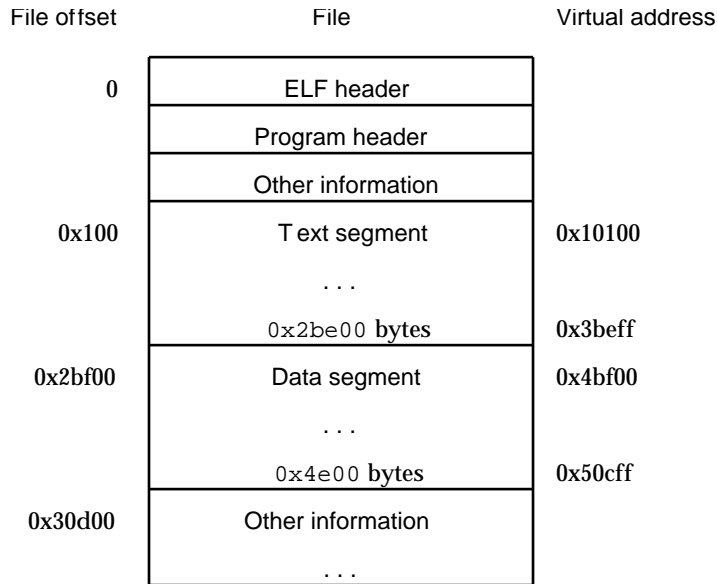 File offset File Virtual address
0 ELF header
Program header
Other information
0x100 Text segment 0x10100
. . .
0x2be00 bytes 0x3beff
0x2bf00 Data segment 0x4bf00
. . .
0x4e00 bytes 0x50cff
0x30d00 Other information
. . .